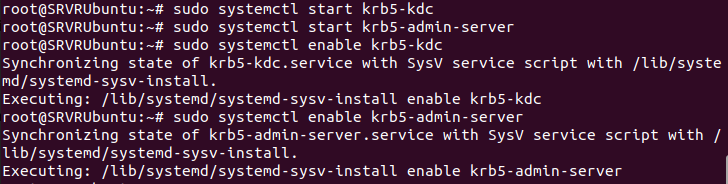 root@SRVRUbuntu:~# sudo systemctl start krb5-kdc
root@SRVRUbuntu:~# sudo systemctl start krb5-admin-server
root@SRVRUbuntu:~# sudo systemctl enable krb5-kdc
Synchronizing state of krb5-kdc.service with SysV service script with /lib/syste
md/systemd-sysv-install.
Executing: /lib/systemd/systemd-sysv-install enable krb5-kdc
root@SRVRUbuntu:~# sudo systemctl enable krb5-admin-server
Synchronizing state of krb5-admin-server.service with SysV service script with /
lib/systemd/systemd-sysv-install.
Executing: /lib/systemd/systemd-sysv-install enable krb5-admin-server